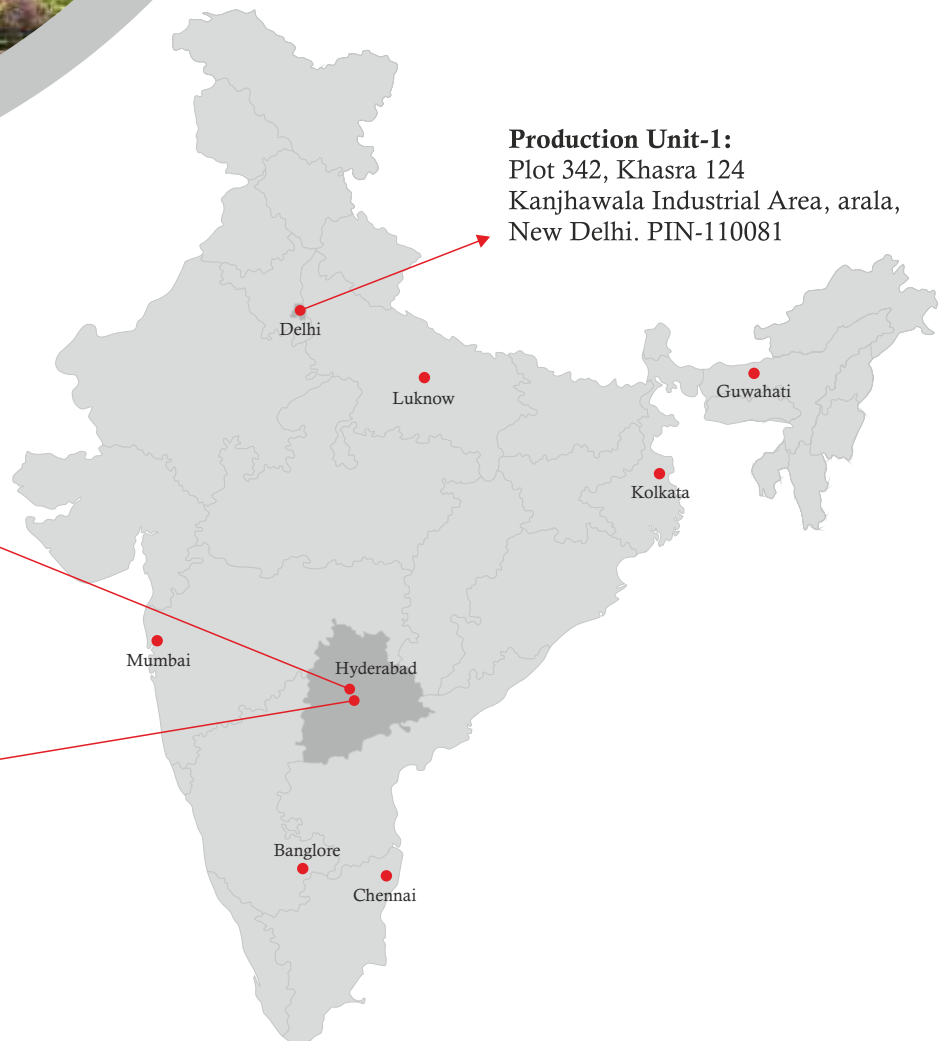 Production Unit-1:
Plot 342, Khasra 124
Kanjhawala Industrial Area, arala,
New Delhi. PIN-110081
Delhi
Luknow
Guwahati
Kolkata
Mumbai
Hyderabad
Banglore
Chennai